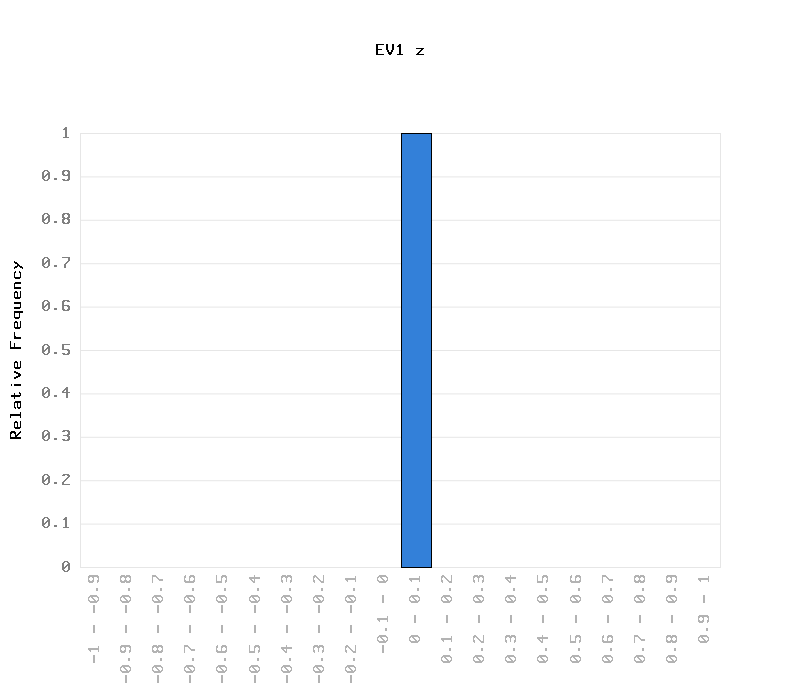 EV1 z
Relative Frequency
1
0.9
0.8
0.7
0.6
0.5
0.4
0.3
0.2
0.1
0
-1 - -0.9
-0.9 - -0.8
-0.8 - -0.7
-0.7 - -0.6
-0.6 - -0.5
-0.5 - -0.4
-0.4 - -0.3
-0.3 - -0.2
-0.2 - -0.1
-0.1 - 0
0 - 0.1
0.1 - 0.2
0.2 - 0.3
0.3 - 0.4
0.4 - 0.5
0.5 - 0.6
0.6 - 0.7
0.7 - 0.8
0.8 - 0.9
0.9 - 1